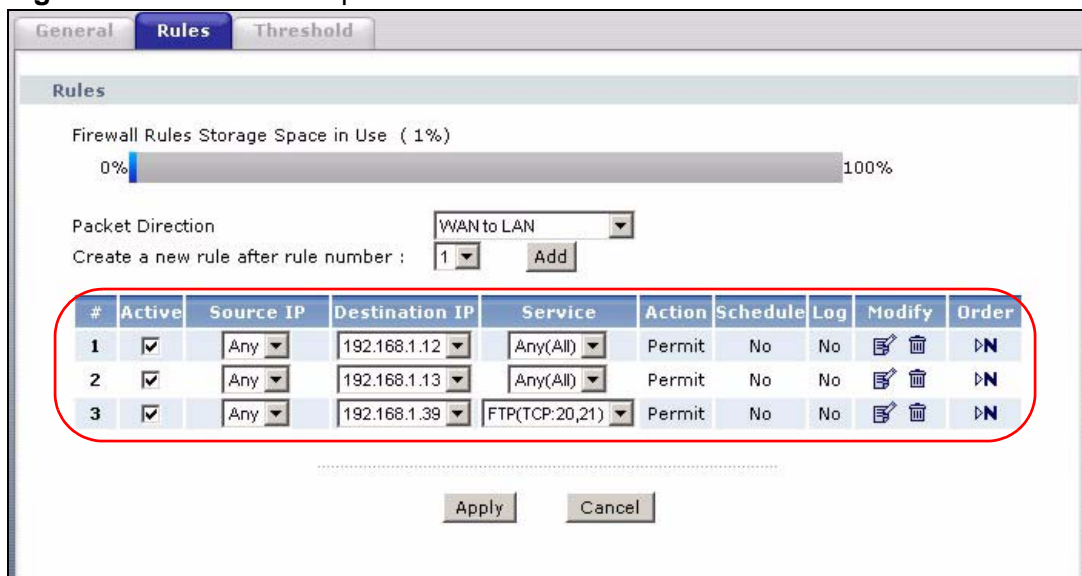 General Rules Threshold
Rules
Firewall Rules Storage Space in Use ( 1%)
0% 100%
Packet Direction WAN to LAN
Create a new rule after rule number : 1 Add
# Active Source IP Destination IP Service Action Schedule Log Modify Order
1 Any 192.168.1.12 Any(All) Permit No No N
2 Any 192.168.1.13 Any(All) Permit No No N
3 Any 192.168.1.39 FTP(TCP:20,21) Permit No No N
Apply Cancel